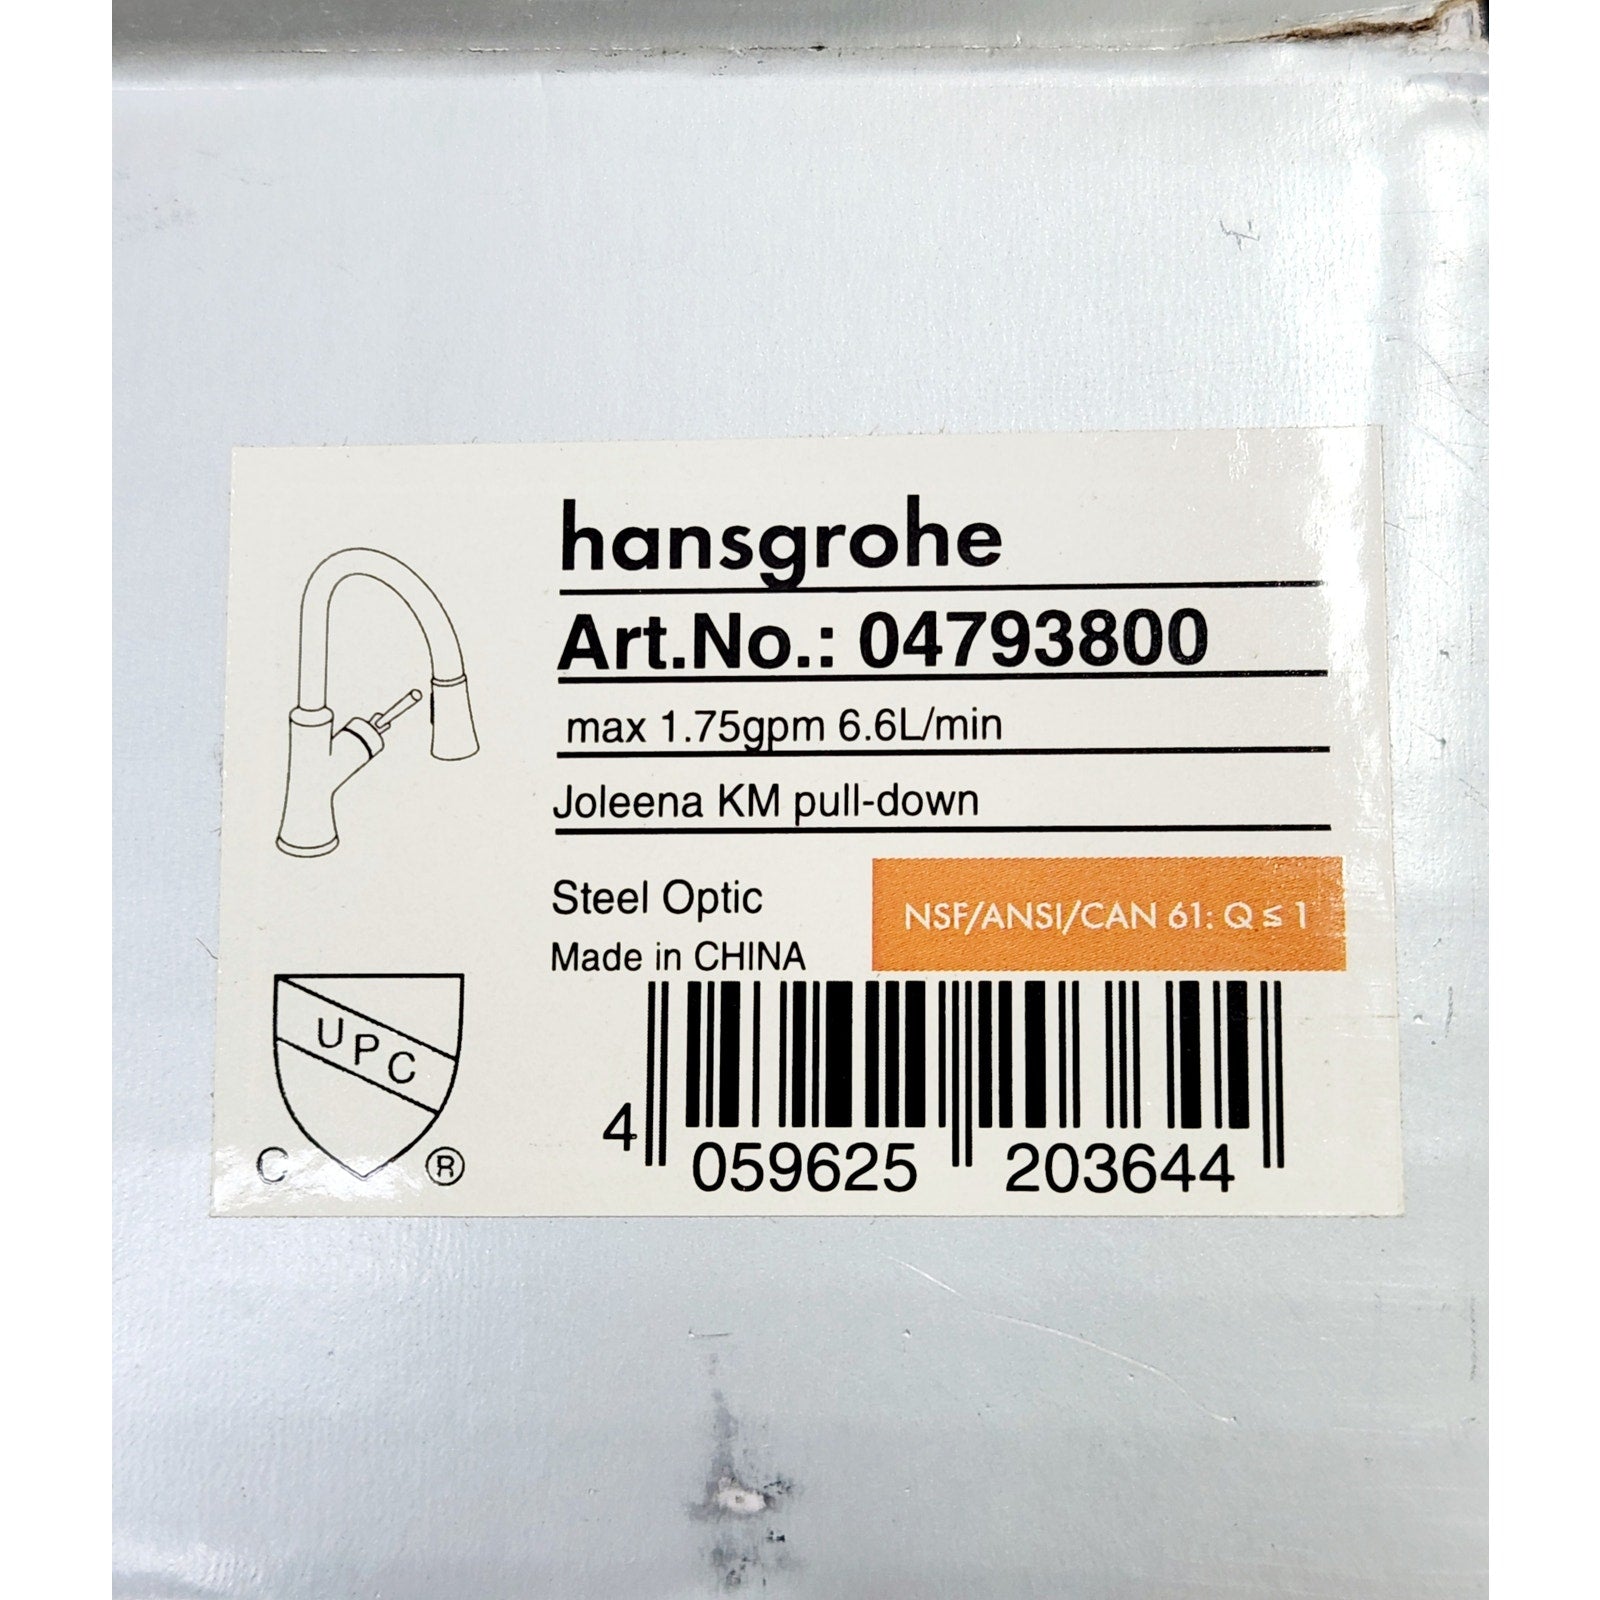 hansgrohe
Art.No.: 04793800
max 1.75gpm 6.6L/min
Joleena KM pull-down
Steel Optic
NSF/ANSI/CAN 61: Q ≤ 1
Made in CHINA
UPC
C ®
4 059625 203644